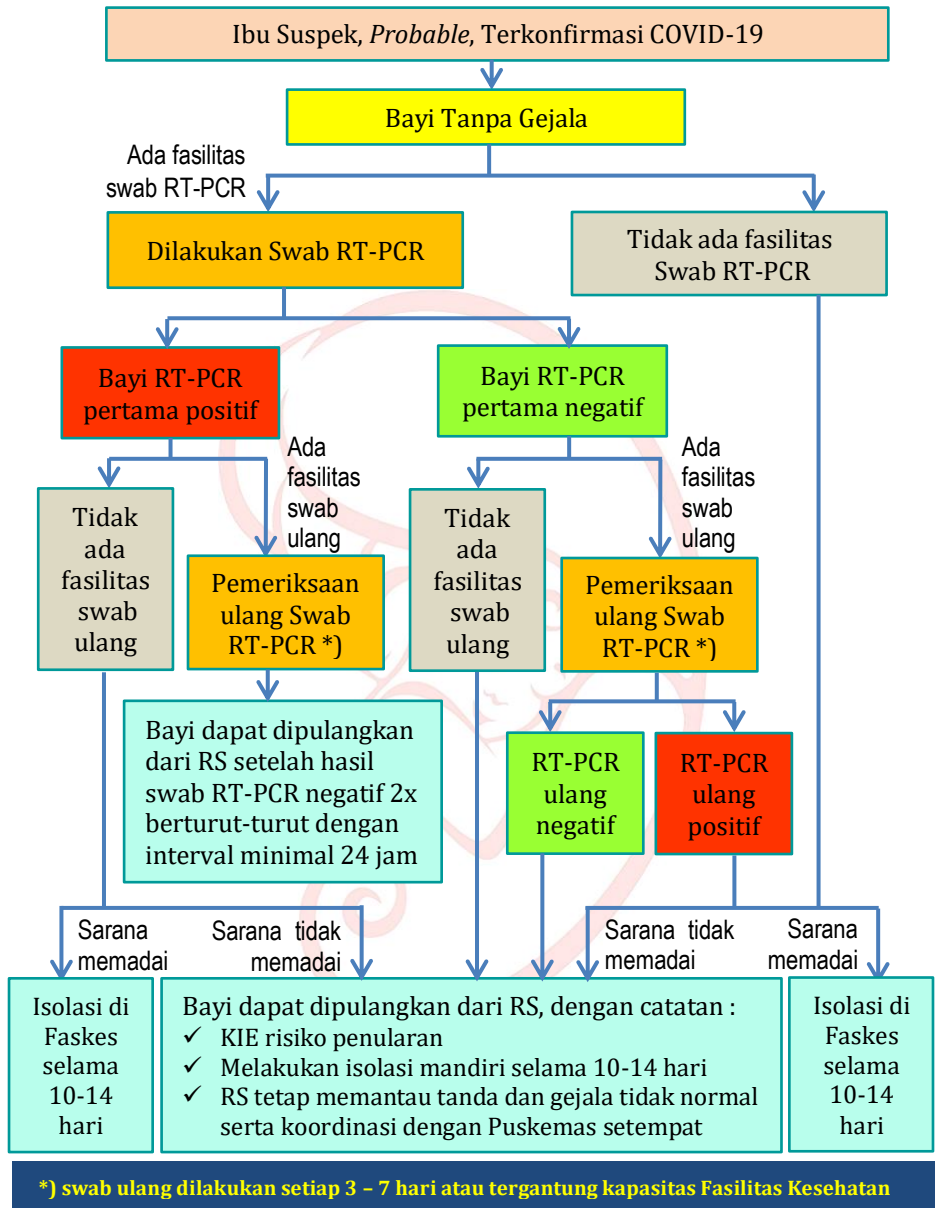 Ibu Suspek, Probable, Terkonfirmasi COVID-19
Bayi Tanpa Gejala
Ada fasilitas
swab RT-PCR
Dilakukan Swab RT-PCR
Tidak ada fasilitas
Swab RT-PCR
Bayi RT-PCR
pertama positif
Bayi RT-PCR
pertama negatif
Ada
fasilitas
swab
ulang
Ada
fasilitas
swab
ulang
Tidak
ada
fasilitas
swab
ulang
Pemeriksaan
ulang Swab
RT-PCR *)
Tidak
ada
fasilitas
swab
ulang
Pemeriksaan
ulang Swab
RT-PCR *)
Bayi dapat dipulangkan
dari RS setelah hasil
swab RT-PCR negatif 2x
berturut-turut dengan
interval minimal 24 jam
RT-PCR
ulang
negatif
RT-PCR
ulang
positif
Sarana
memadai
Sarana tidak
memadai
Sarana tidak
memadai
Sarana
memadai
Isolasi di
Faskes
selama
10-14
hari
Bayi dapat dipulangkan dari RS, dengan catatan :
✓ KIE risiko penularan
✓ Melakukan isolasi mandiri selama 10-14 hari
✓ RS tetap memantau tanda dan gejala tidak normal
serta koordinasi dengan Puskemas setempat
Isolasi di
Faskes
selama
10-14
hari
*) swab ulang dilakukan setiap 3 – 7 hari atau tergantung kapasitas Fasilitas Kesehatan